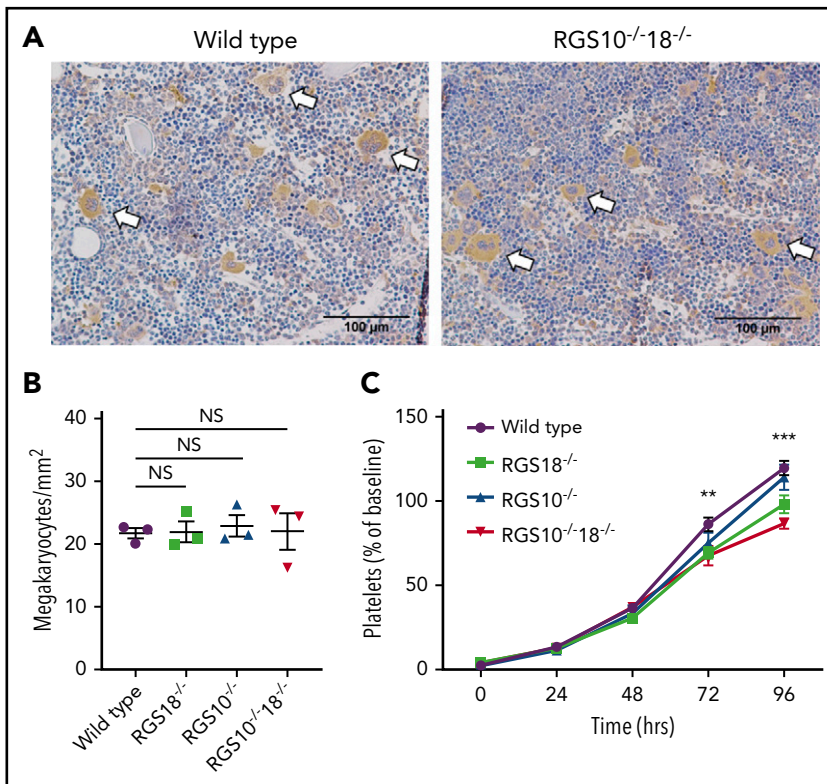 A
Wild type
RGS10-/-18-/-
100 µm
100 µm
B
Megakaryocytes/mm2
40
30
20
10
0
NS
NS
NS
Wild type
RGS18-/-
RGS10-/-
RGS10-/-18-/-
C
Platelets (% of baseline)
150
100
50
0
Wild type
RGS18-/-
RGS10-/-
RGS10-/-18-/-
**
***
0 24 48 72 96
Time (hrs)